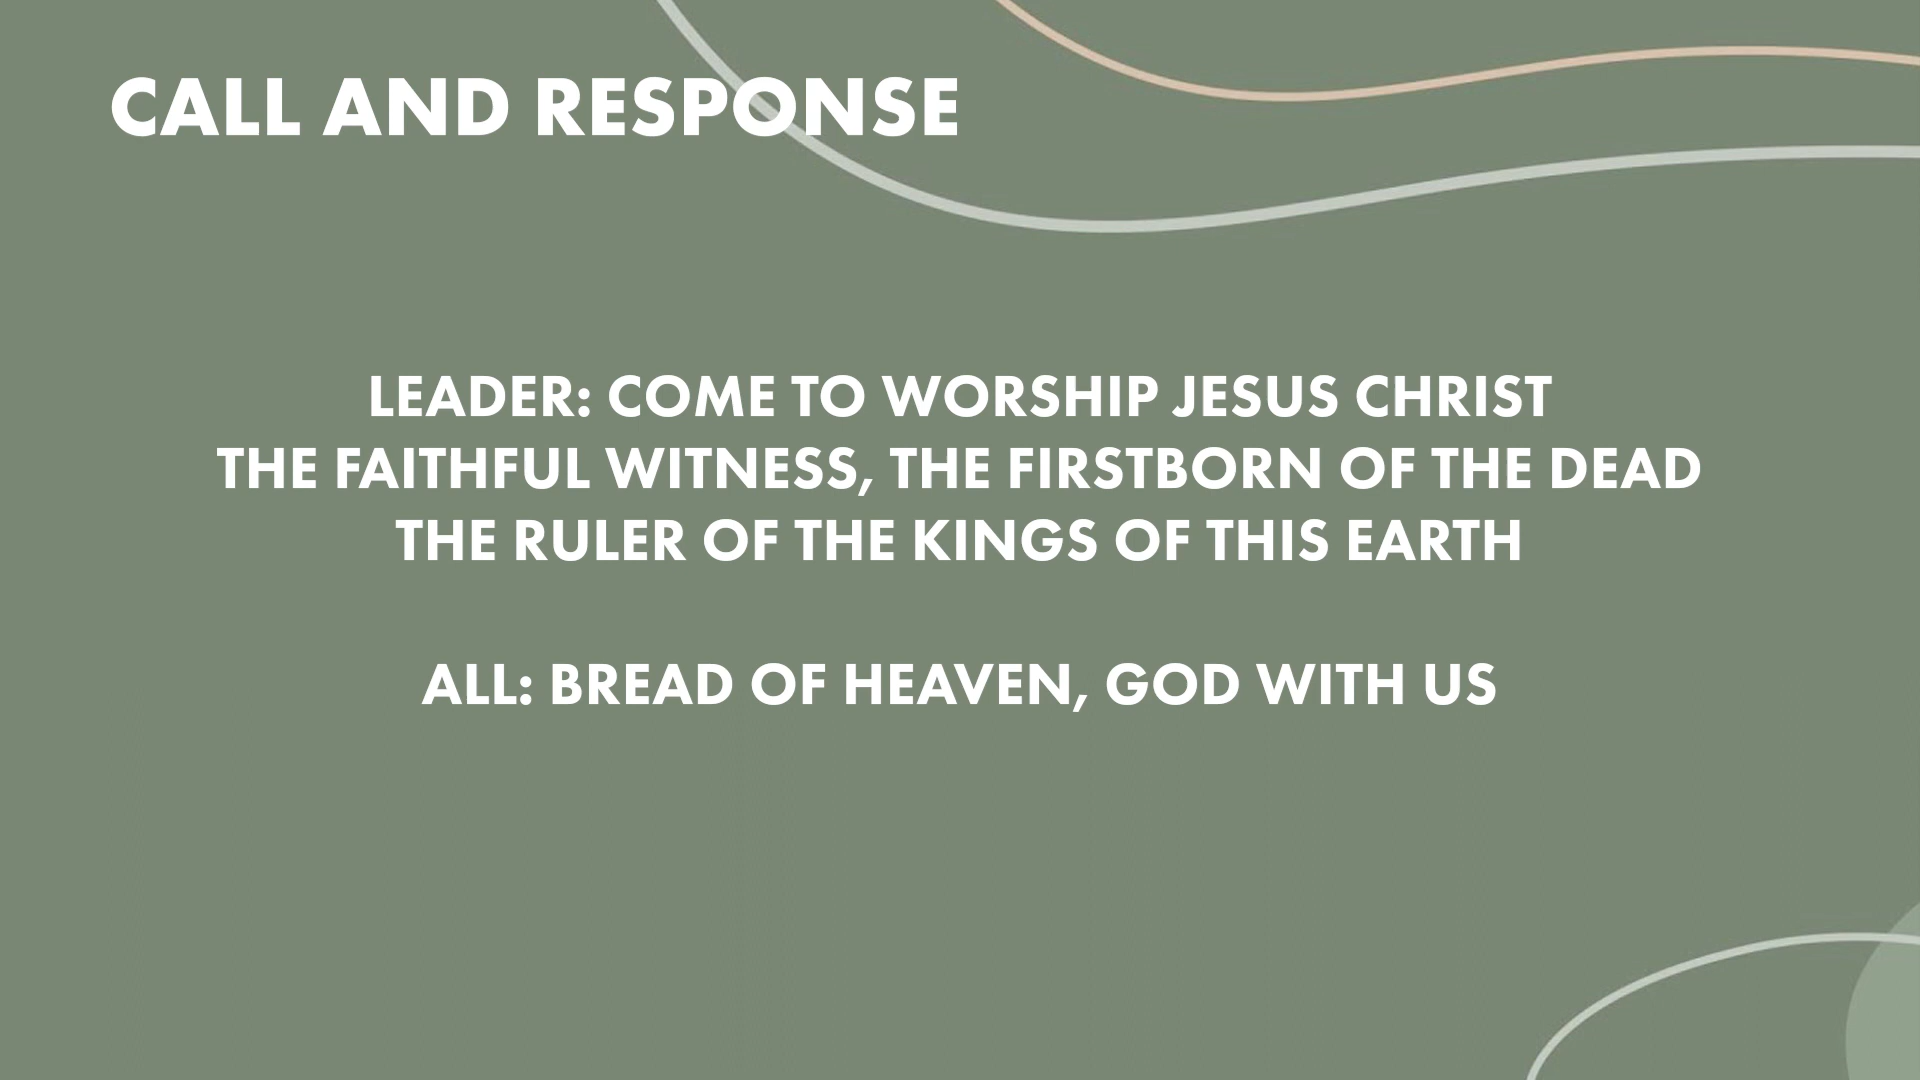 CALL AND RESPONSE
LEADER: COME TO WORSHIP JESUS CHRIST
THE FAITHFUL WITNESS, THE FIRSTBORN OF THE DEAD
THE RULER OF THE KINGS OF THIS EARTH
ALL: BREAD OF HEAVEN, GOD WITH US